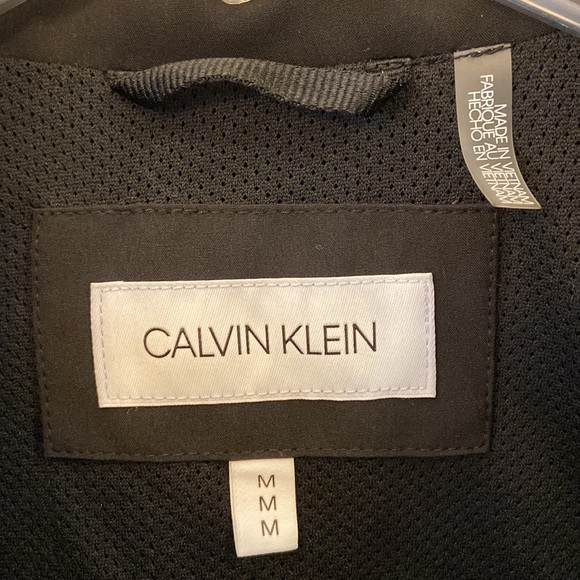 MADE IN VIETNAM
FABRIQUÉ AU VIETNAM
HECHO EN VIETNAM
CALVIN KLEIN
M
M
M